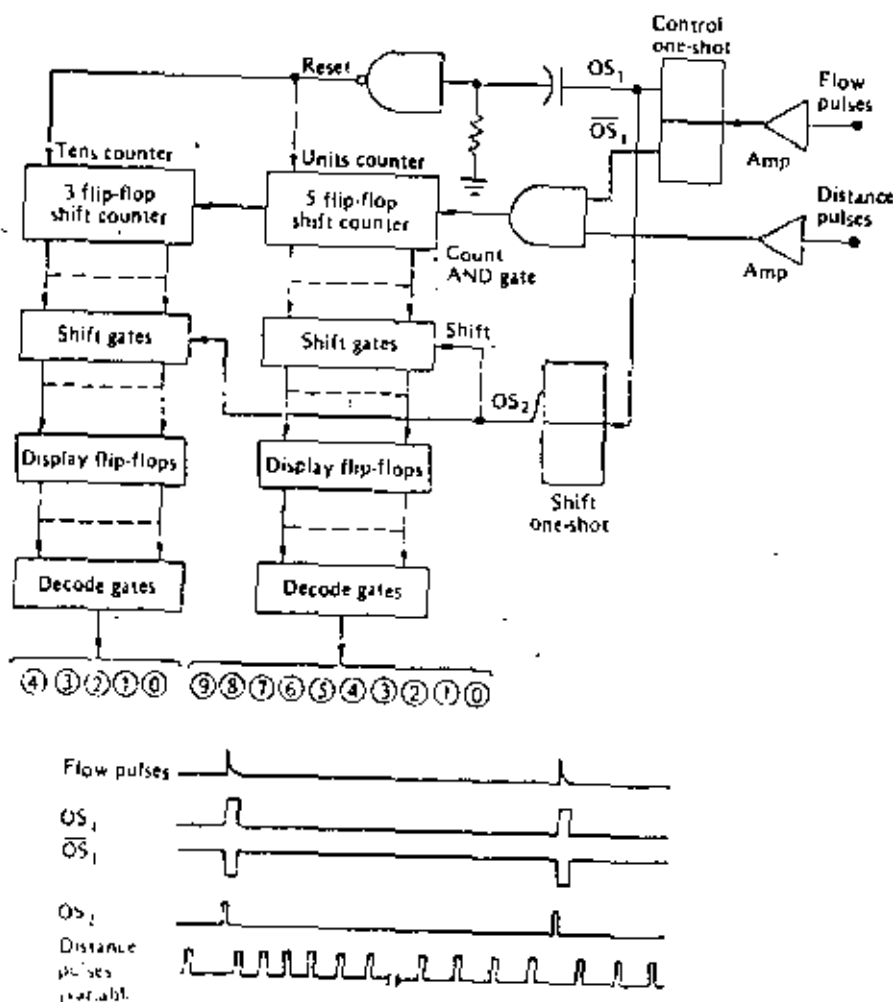 Control
one-shot
Reset
OS1
Flow
pulses
OS1
Amp
Tens counter
Units counter
Distance
pulses
3 flip-flop
shift counter
5 flip-flop
shift counter
Amp
Count
AND gate
Shift gates
Shift gates
Shift
OS2
Display flip-flops
Display flip-flops
Shift
one-shot
Decode gates
Decode gates
4 3 2 1 0
9 8 7 6 5 4 3 2 1 0
Flow pulses
OS1
OS1
OS2
Distance
pulses